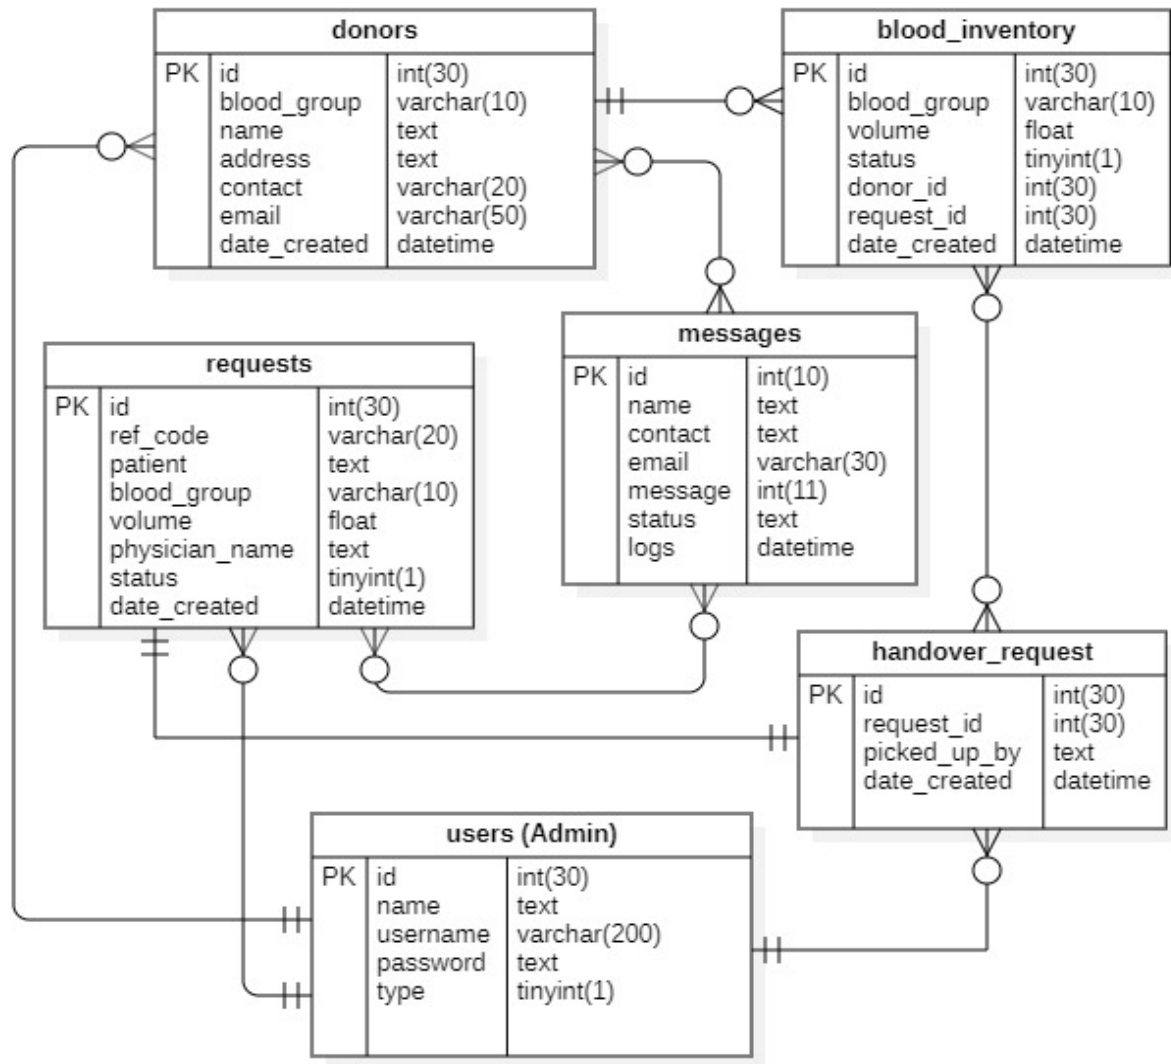 donors
PK id int(30)
blood_group varchar(10)
name text
address text
contact varchar(20)
email varchar(50)
date_created datetime
blood_inventory
PK id int(30)
blood_group varchar(10)
volume float
status tinyint(1)
donor_id int(30)
request_id int(30)
date_created datetime
requests
PK id int(30)
ref_code varchar(20)
patient text
blood_group varchar(10)
volume float
physician_name text
status tinyint(1)
date_created datetime
messages
PK id int(10)
name text
contact text
email varchar(30)
message int(11)
status text
logs datetime
handover_request
PK id int(30)
request_id int(30)
picked_up_by text
date_created datetime
users (Admin)
PK id int(30)
name text
username varchar(200)
password text
type tinyint(1)